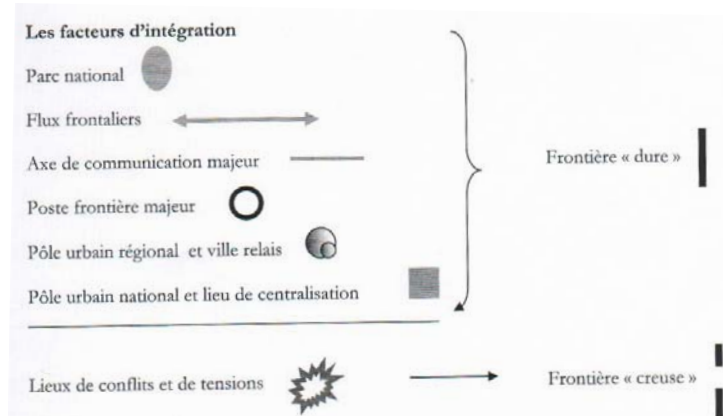 Les facteurs d'intégration
Parc national
Flux frontaliers
Axe de communication majeur
Frontière « dure »
Poste frontière majeur
Pôle urbain régional et ville relais
Pôle urbain national et lieu de centralisation
Lieux de conflits et de tensions
Frontière « creuse »